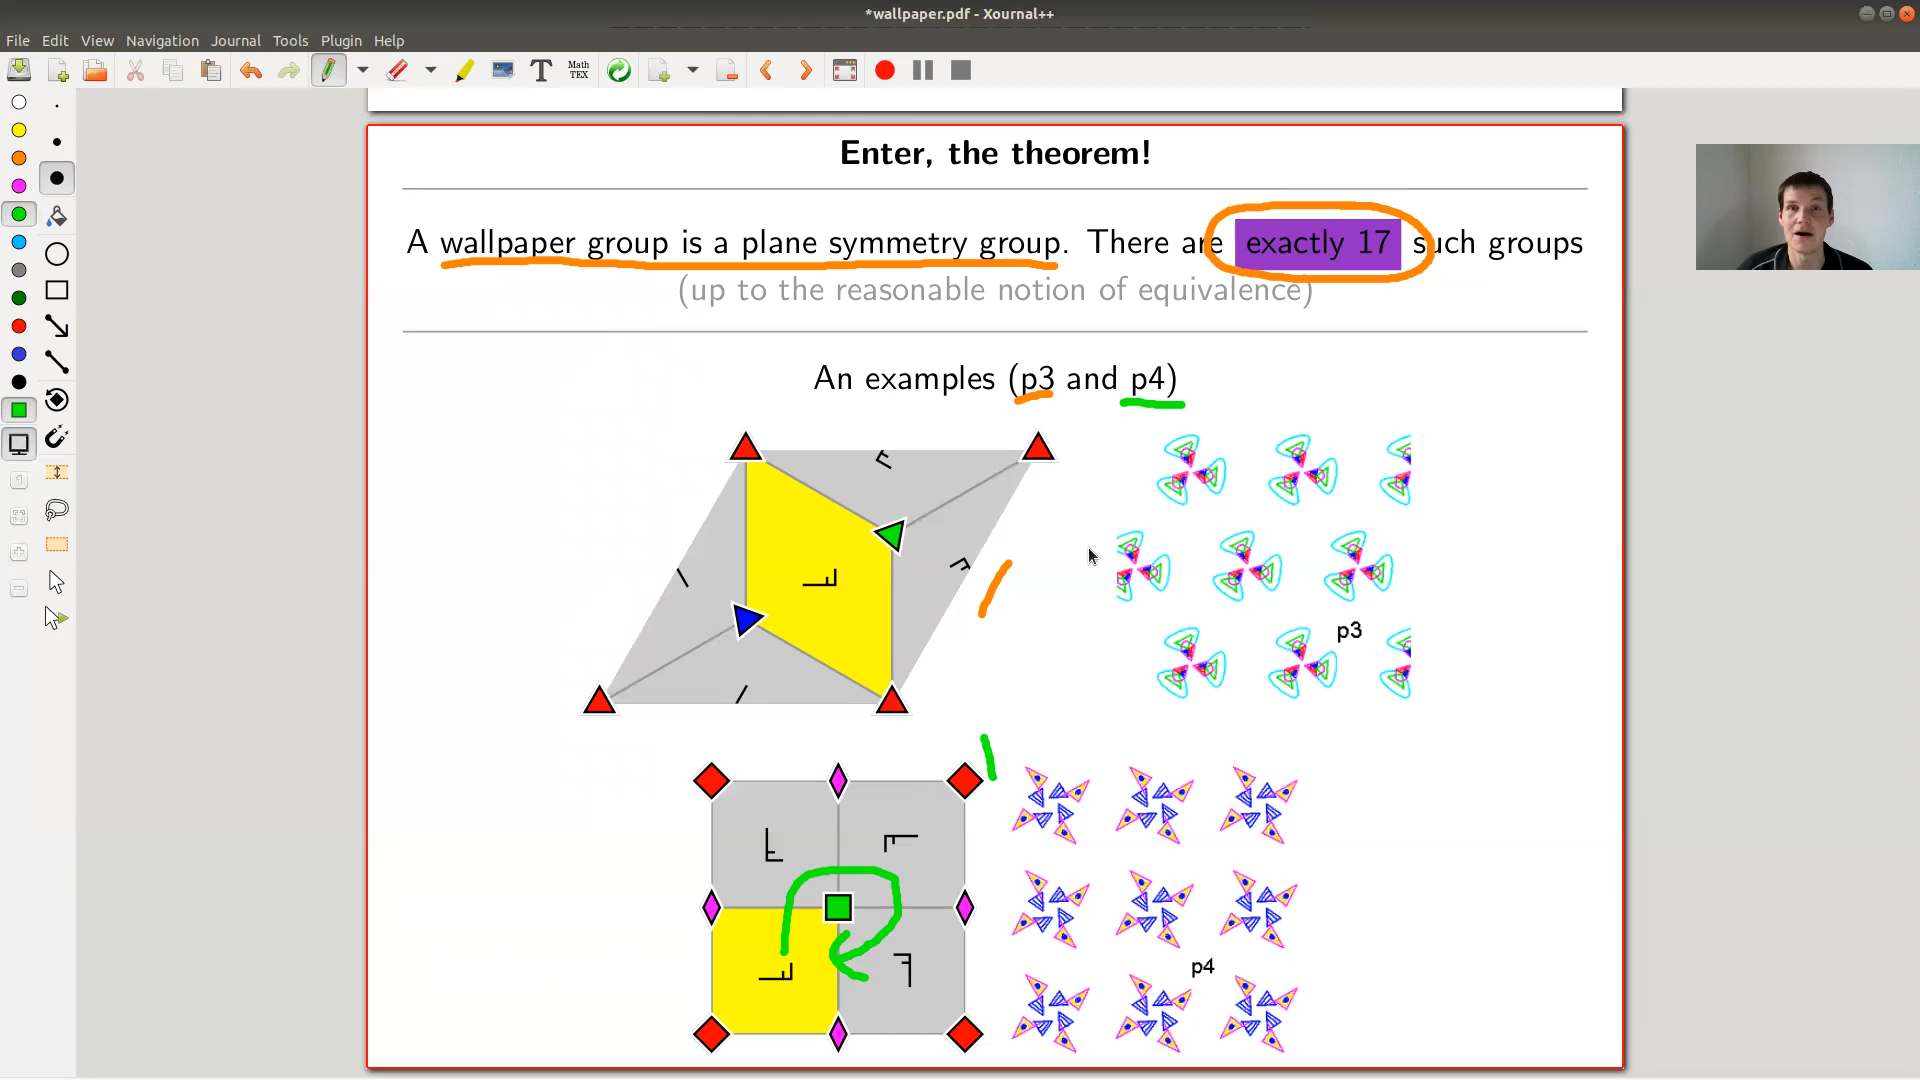 *wallpaper.pdf - Xournal++
File Edit View Navigation Journal Tools Plugin Help
T Math TEX
Enter, the theorem!
A wallpaper group is a plane symmetry group. There are exactly 17 such groups
(up to the reasonable notion of equivalence)
An examples (p3 and p4)
p3
p4